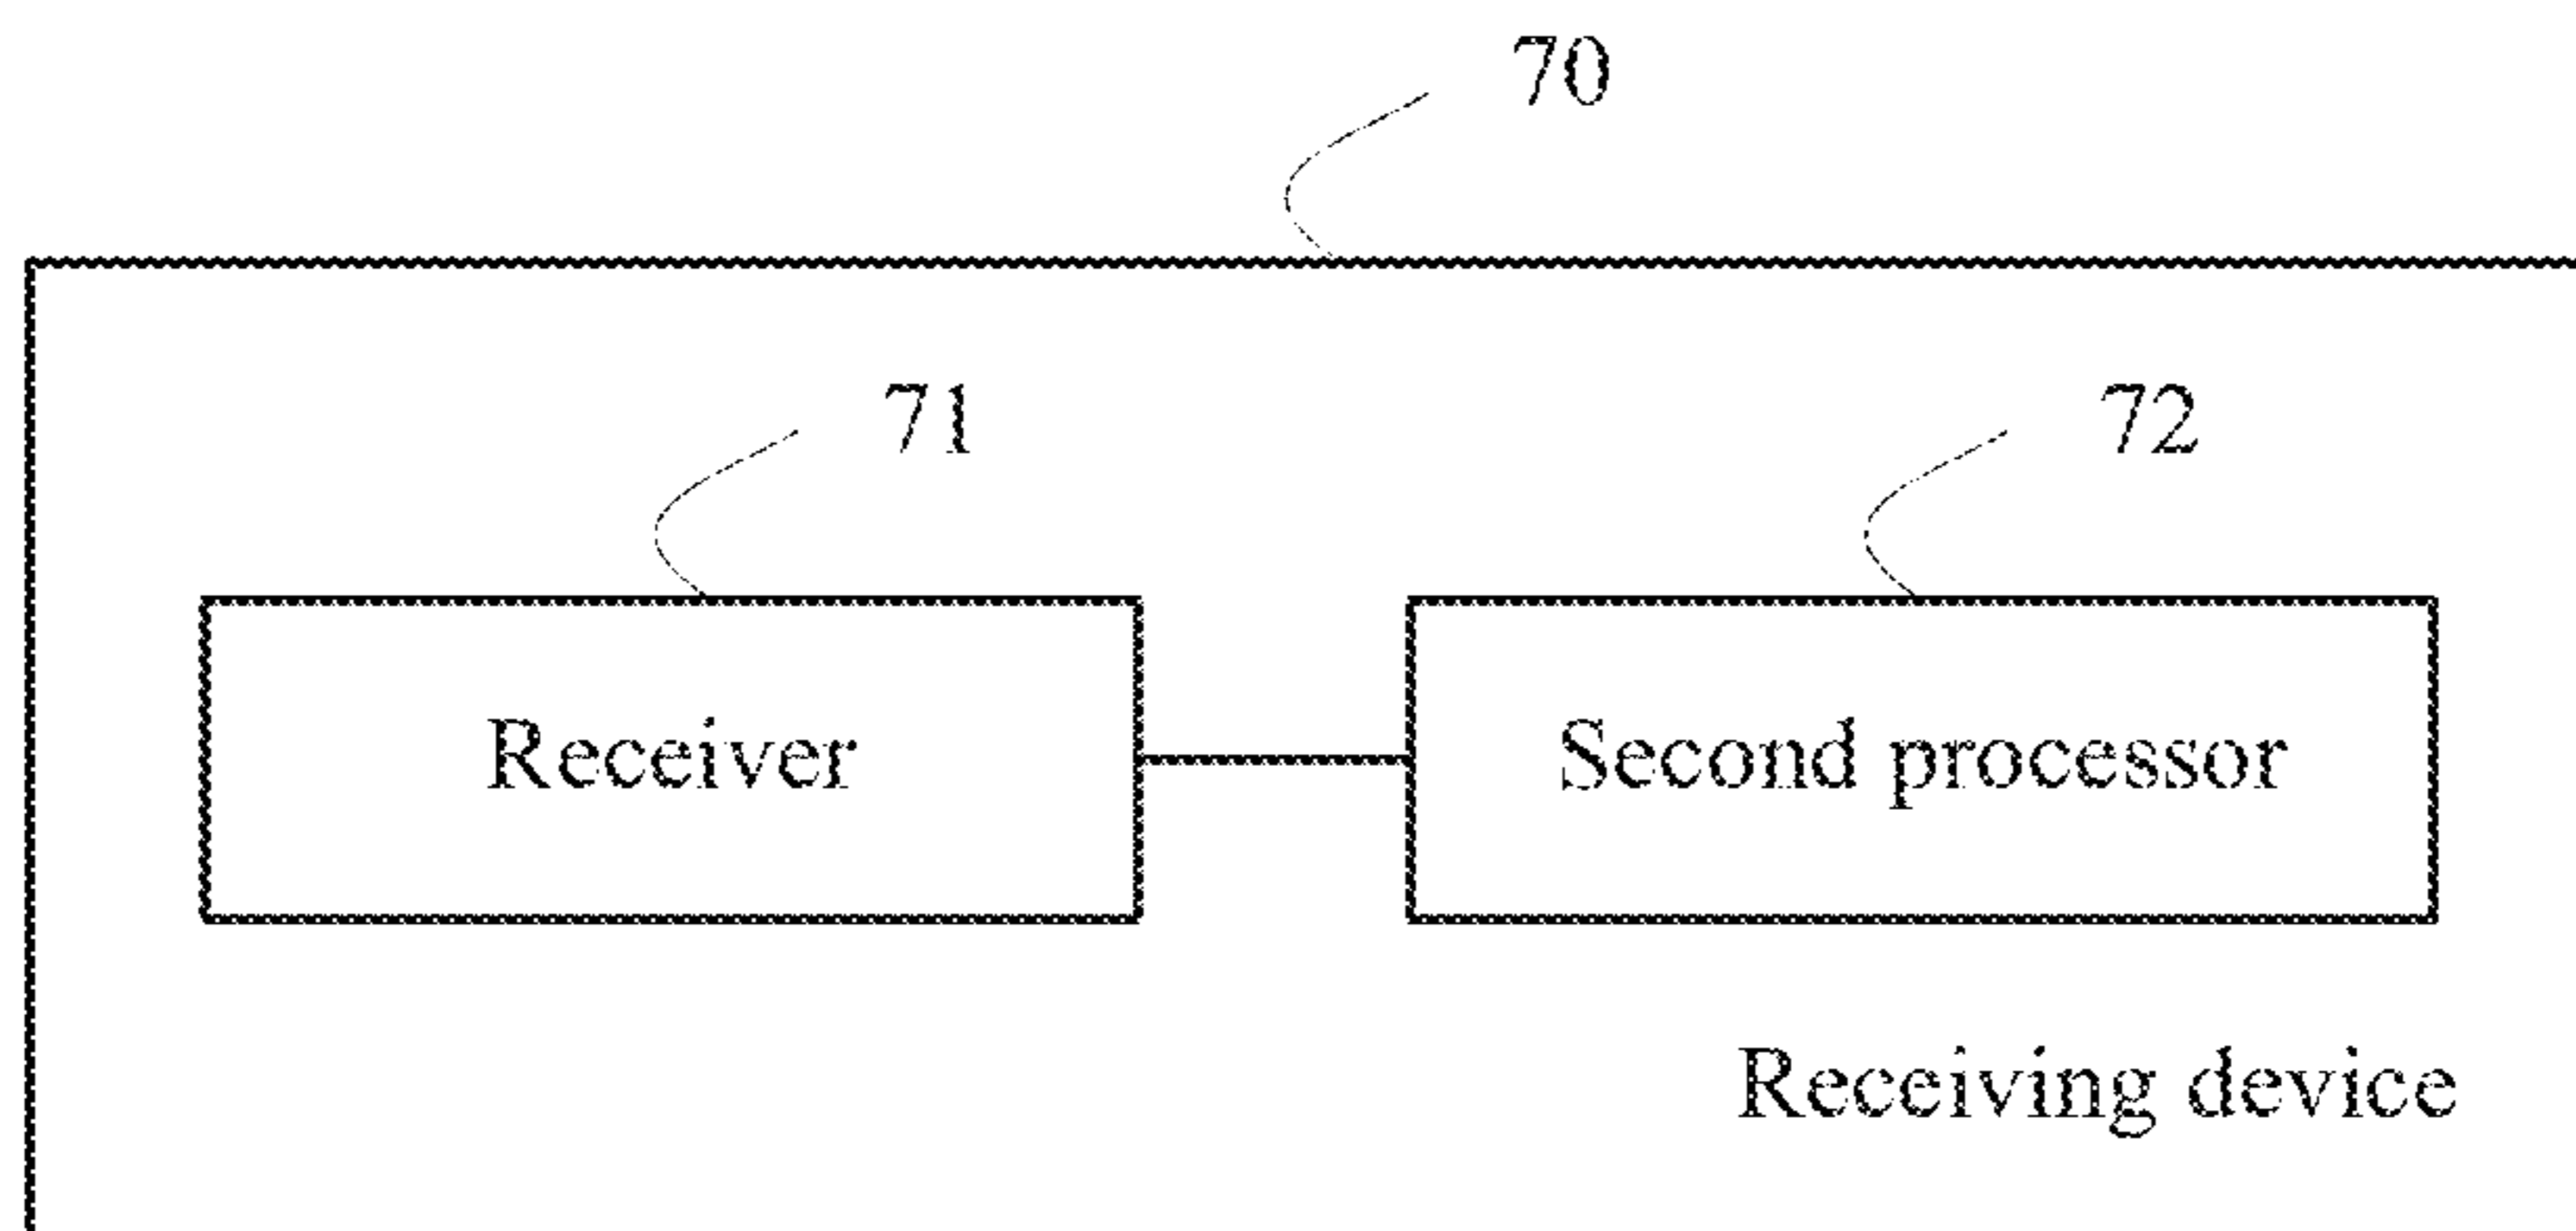 70
71
72
Receiver
Second processor
Receiving device